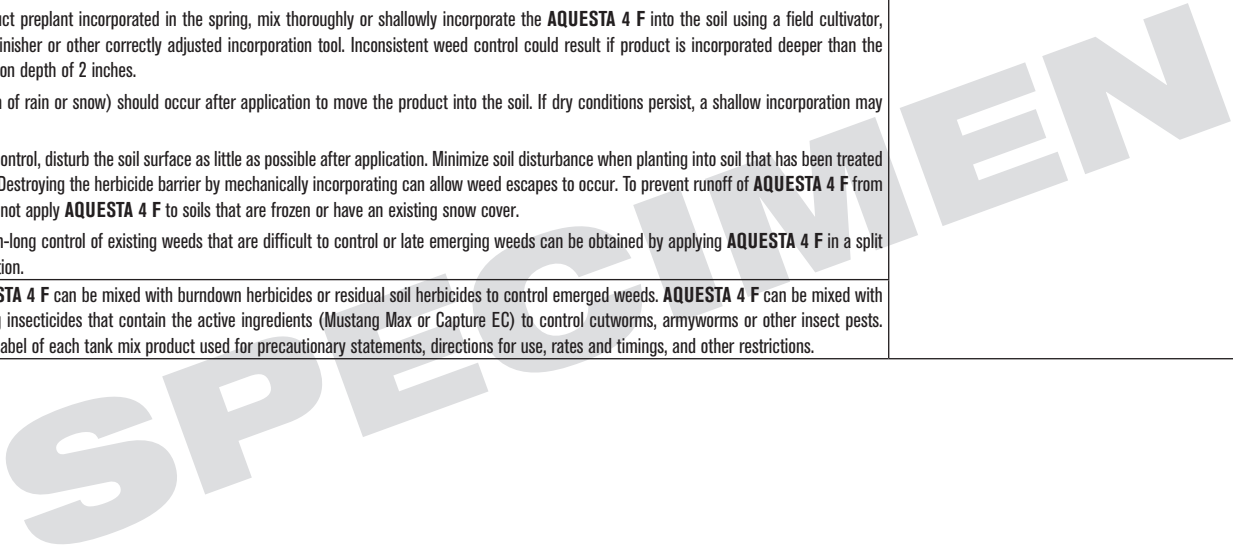 ct preplant incorporated in the spring, mix thoroughly or shallowly incorporate the AQUESTA 4 F into the soil using a field cultivator,
inisher or other correctly adjusted incorporation tool. Inconsistent weed control could result if product is incorporated deeper than the
on depth of 2 inches.
of rain or snow) should occur after application to move the product into the soil. If dry conditions persist, a shallow incorporation may
ontrol, disturb the soil surface as little as possible after application. Minimize soil disturbance when planting into soil that has been treated
Destroying the herbicide barrier by mechanically incorporating can allow weed escapes to occur. To prevent runoff of AQUESTA 4 F from
not apply AQUESTA 4 F to soils that are frozen or have an existing snow cover.
n-long control of existing weeds that are difficult to control or late emerging weeds can be obtained by applying AQUESTA 4 F in a split
tion.
STA 4 F can be mixed with burndown herbicides or residual soil herbicides to control emerged weeds. AQUESTA 4 F can be mixed with
insecticides that contain the active ingredients (Mustang Max or Capture EC) to control cutworms, armyworms or other insect pests.
abel of each tank mix product used for precautionary statements, directions for use, rates and timings, and other restrictions.
SPECIMEN